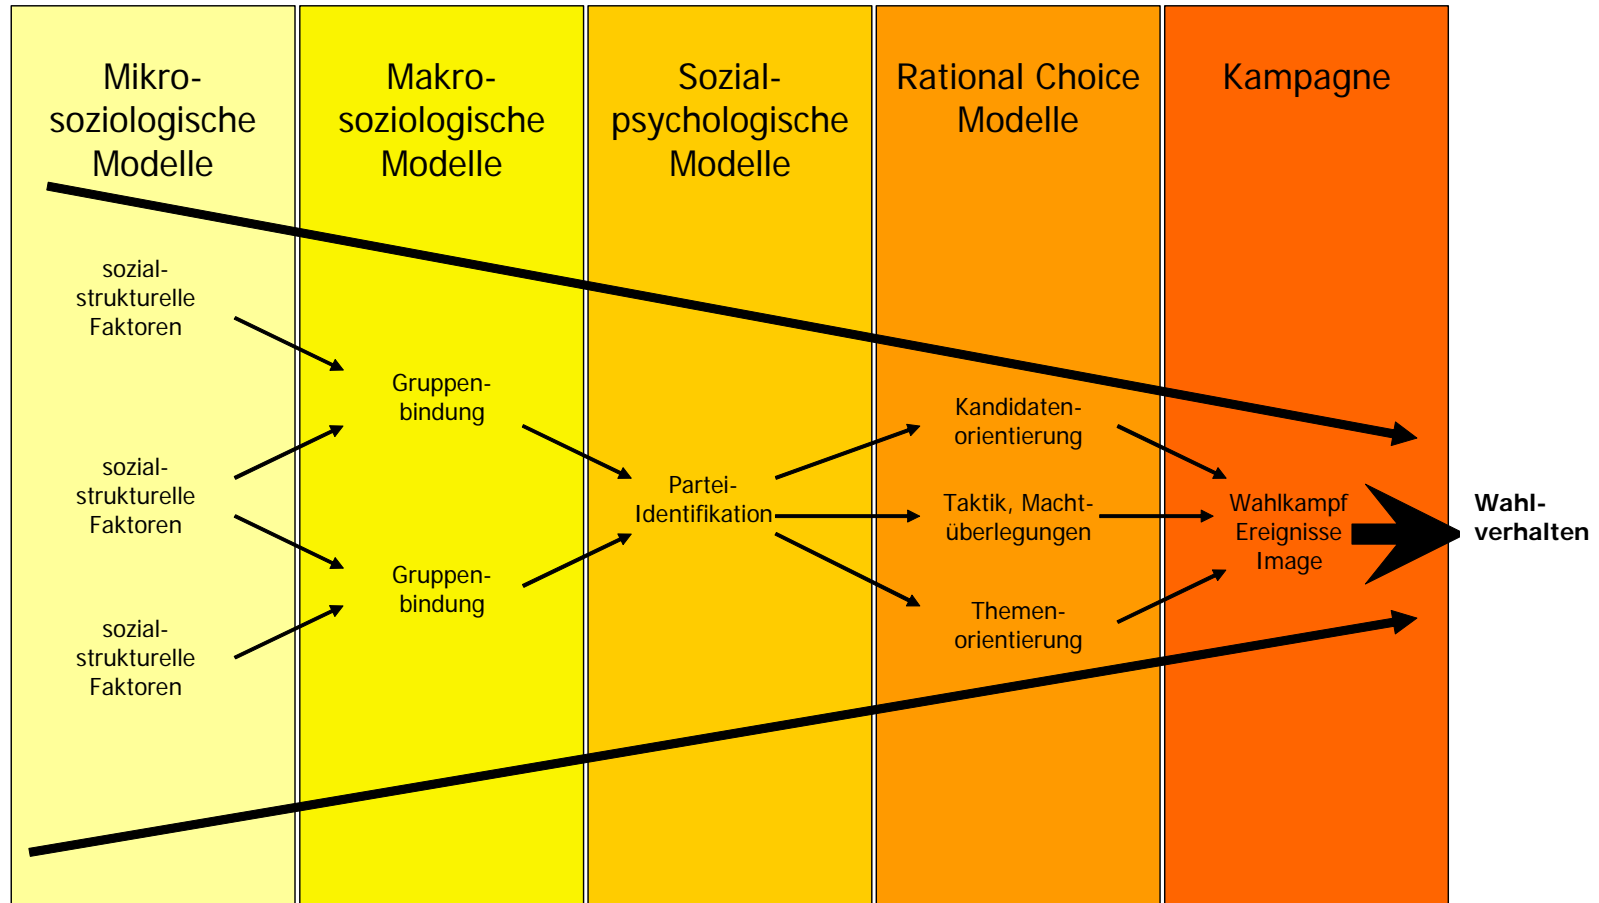 Mikro-
soziologische
Modelle
Makro-
soziologische
Modelle
Sozial-
psychologische
Modelle
Rational Choice
Modelle
Kampagne
sozial-
strukturelle
Faktoren
sozial-
strukturelle
Faktoren
sozial-
strukturelle
Faktoren
Gruppen-
bindung
Gruppen-
bindung
Partei-
Identifikation
Kandidaten-
orientierung
Taktik, Macht-
überlegungen
Themen-
orientierung
Wahlkampf
Ereignisse
Image
Wahl-
verhalten